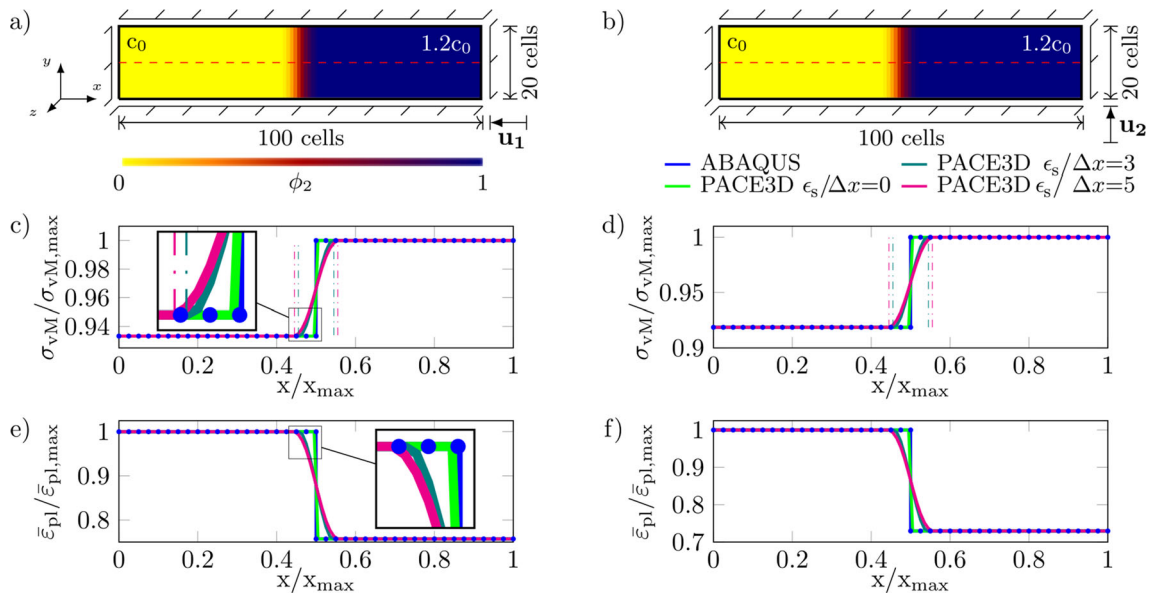 a)
c₀
1.2c₀
20 cells
y
x
z
100 cells
u₁
0
ϕ₂
1
b)
c₀
1.2c₀
20 cells
100 cells
u₂
ABAQUS
PACE3D ϵₛ/Δx=0
PACE3D ϵₛ/Δx=3
PACE3D ϵₛ/ Δx=5
c)
σvM/σvM,max
1
0.98
0.96
0.94
0
0.2
0.4
0.6
0.8
1
x/xmax
d)
σvM/σvM,max
1
0.95
0.9
0
0.2
0.4
0.6
0.8
1
x/xmax
e)
ε̄pl/ε̄pl,max
1
0.9
0.8
0
0.2
0.4
0.6
0.8
1
x/xmax
f)
ε̄pl/ε̄pl,max
1
0.9
0.8
0.7
0
0.2
0.4
0.6
0.8
1
x/xmax